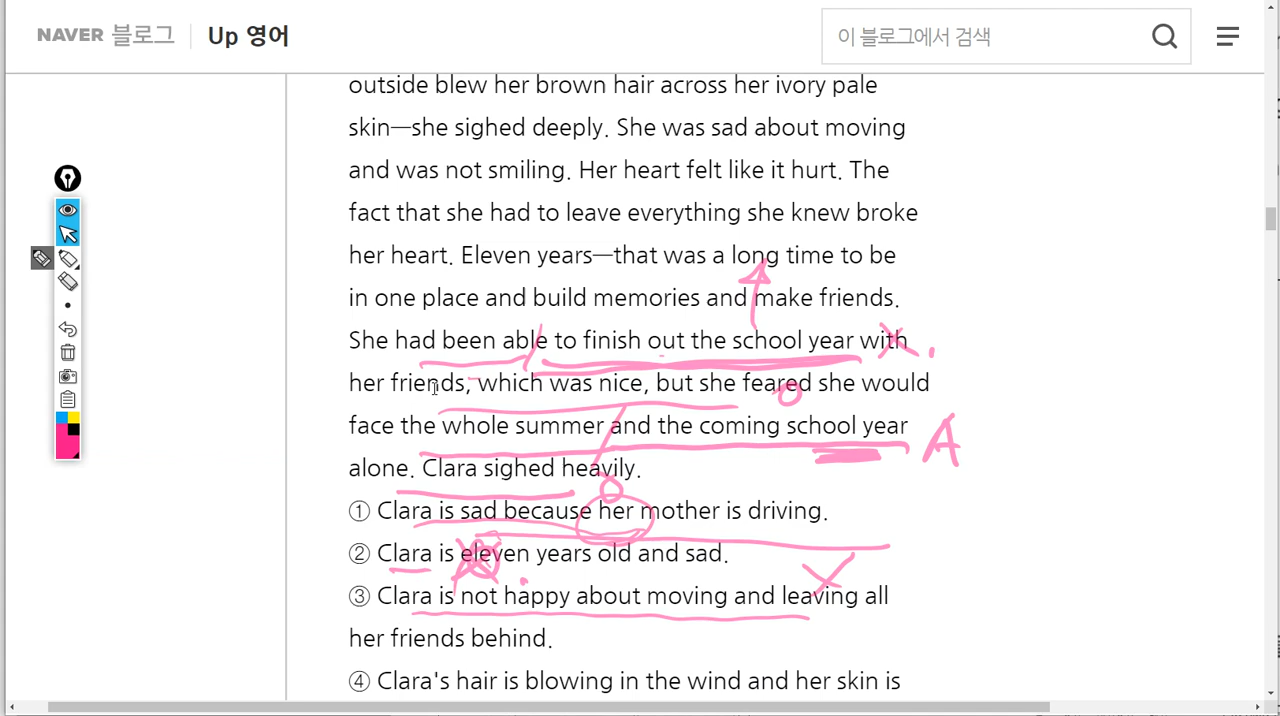 NAVER 블로그 Up 영어 이 블로그에서 검색
outside blew her brown hair across her ivory pale
skin—she sighed deeply. She was sad about moving
and was not smiling. Her heart felt like it hurt. The
fact that she had to leave everything she knew broke
her heart. Eleven years—that was a long time to be
in one place and build memories and make friends.
She had been able to finish out the school year with
her friends, which was nice, but she feared she would
face the whole summer and the coming school year
A
alone. Clara sighed heavily.
① Clara is sad because her mother is driving.
② Clara is eleven years old and sad.
③ Clara is not happy about moving and leaving all
her friends behind.
④ Clara's hair is blowing in the wind and her skin is